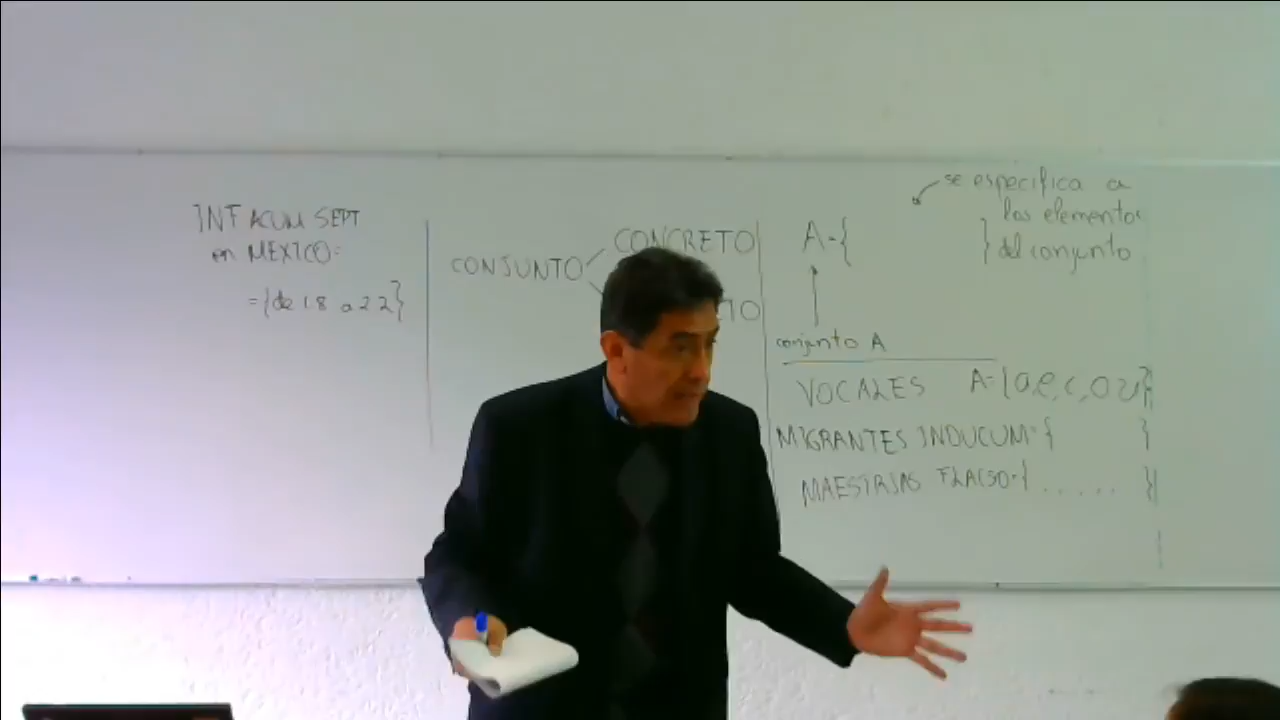 INF ACUM SEPT
en MEXICO=
={de 1.8 a 2.2}
CONJUNTO
CONCRETO
TO
A={
}
se especifica a
los elementos
del conjunto
conjunto A
VOCALES A={a,e,i,o u}
MIGRANTES INDOCUM={ }
MAESTRIAS FLACSO={ ...... }